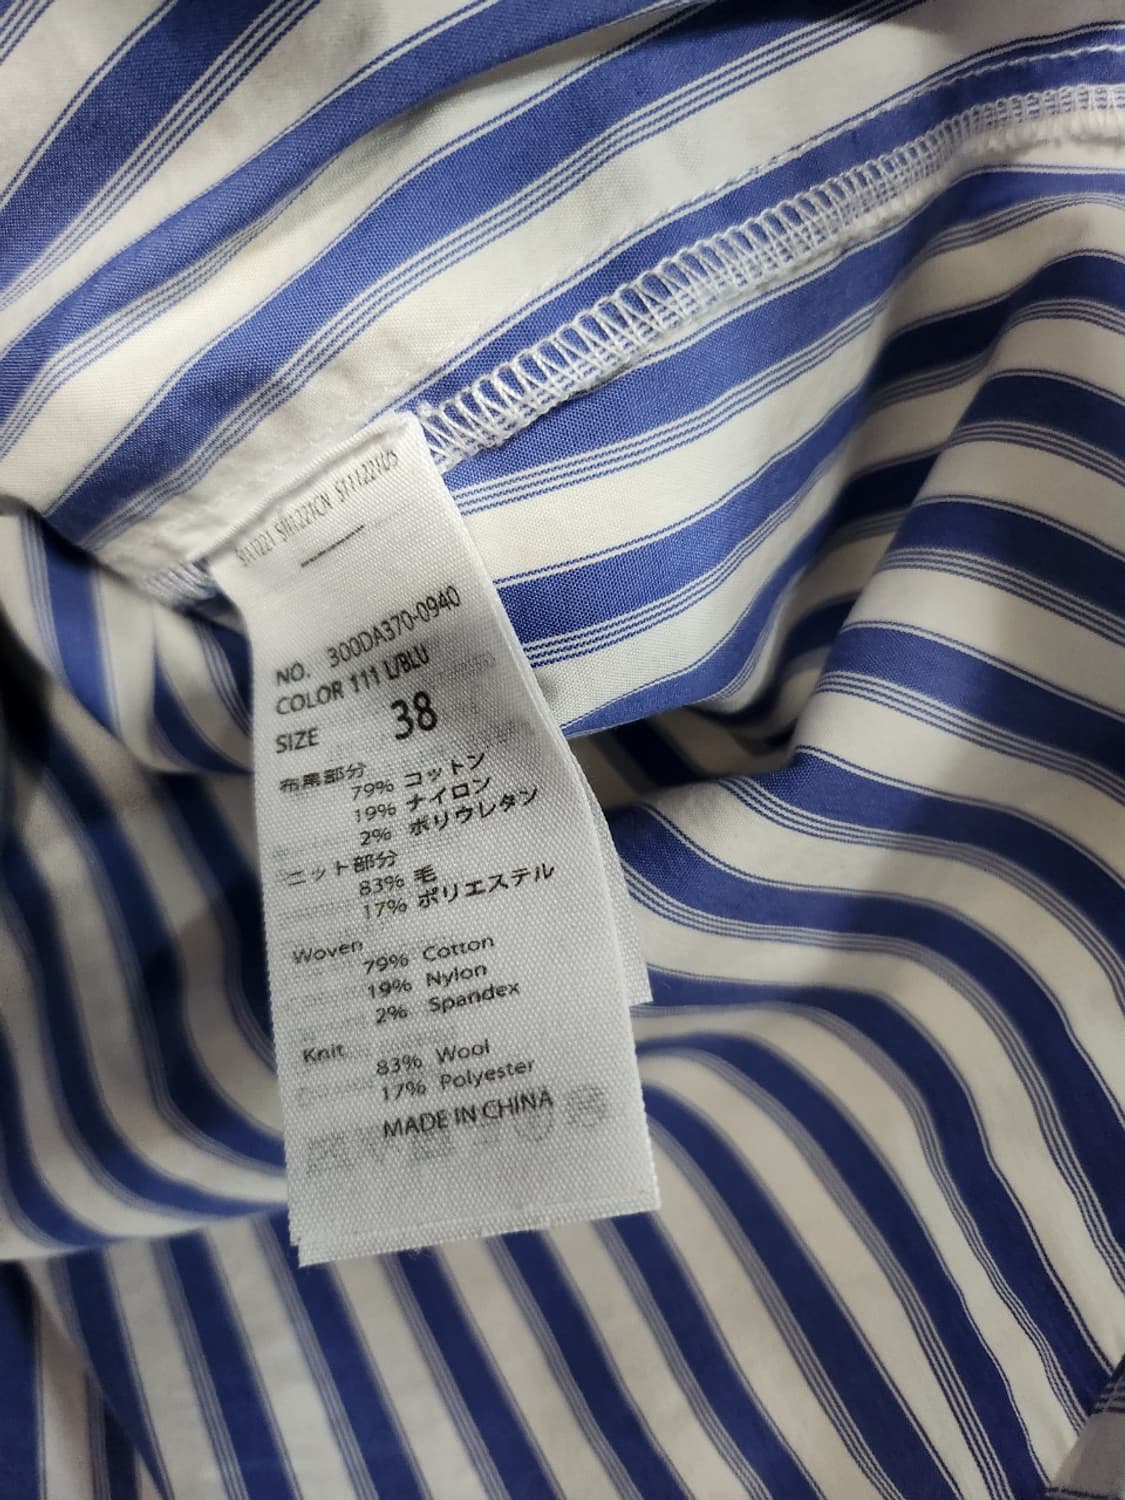 ST11221 ST11221CN ST11221US
NO. 300DA370-0940
COLOR 111 L/BLU
SIZE 38
布帛部分
79% コットン
19% ナイロン
2% ポリウレタン
ニット部分
83% 毛
17% ポリエステル
Woven
79% Cotton
19% Nylon
2% Spandex
Knit
83% Wool
17% Polyester
MADE IN CHINA